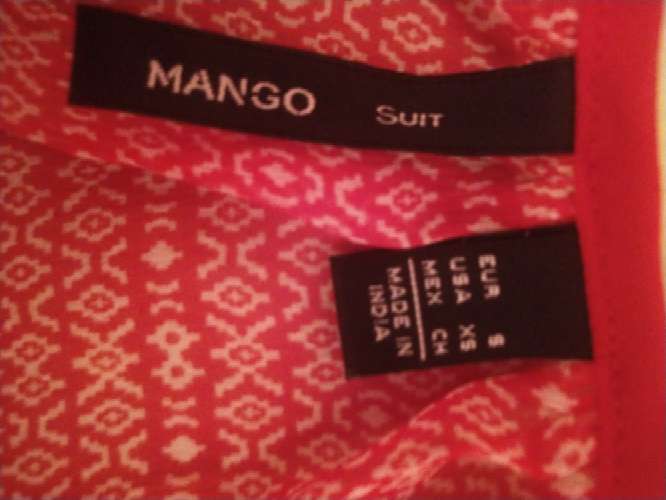 MANGO SUIT
EUR S
USA XS
MEX CH
MADE IN
INDIA